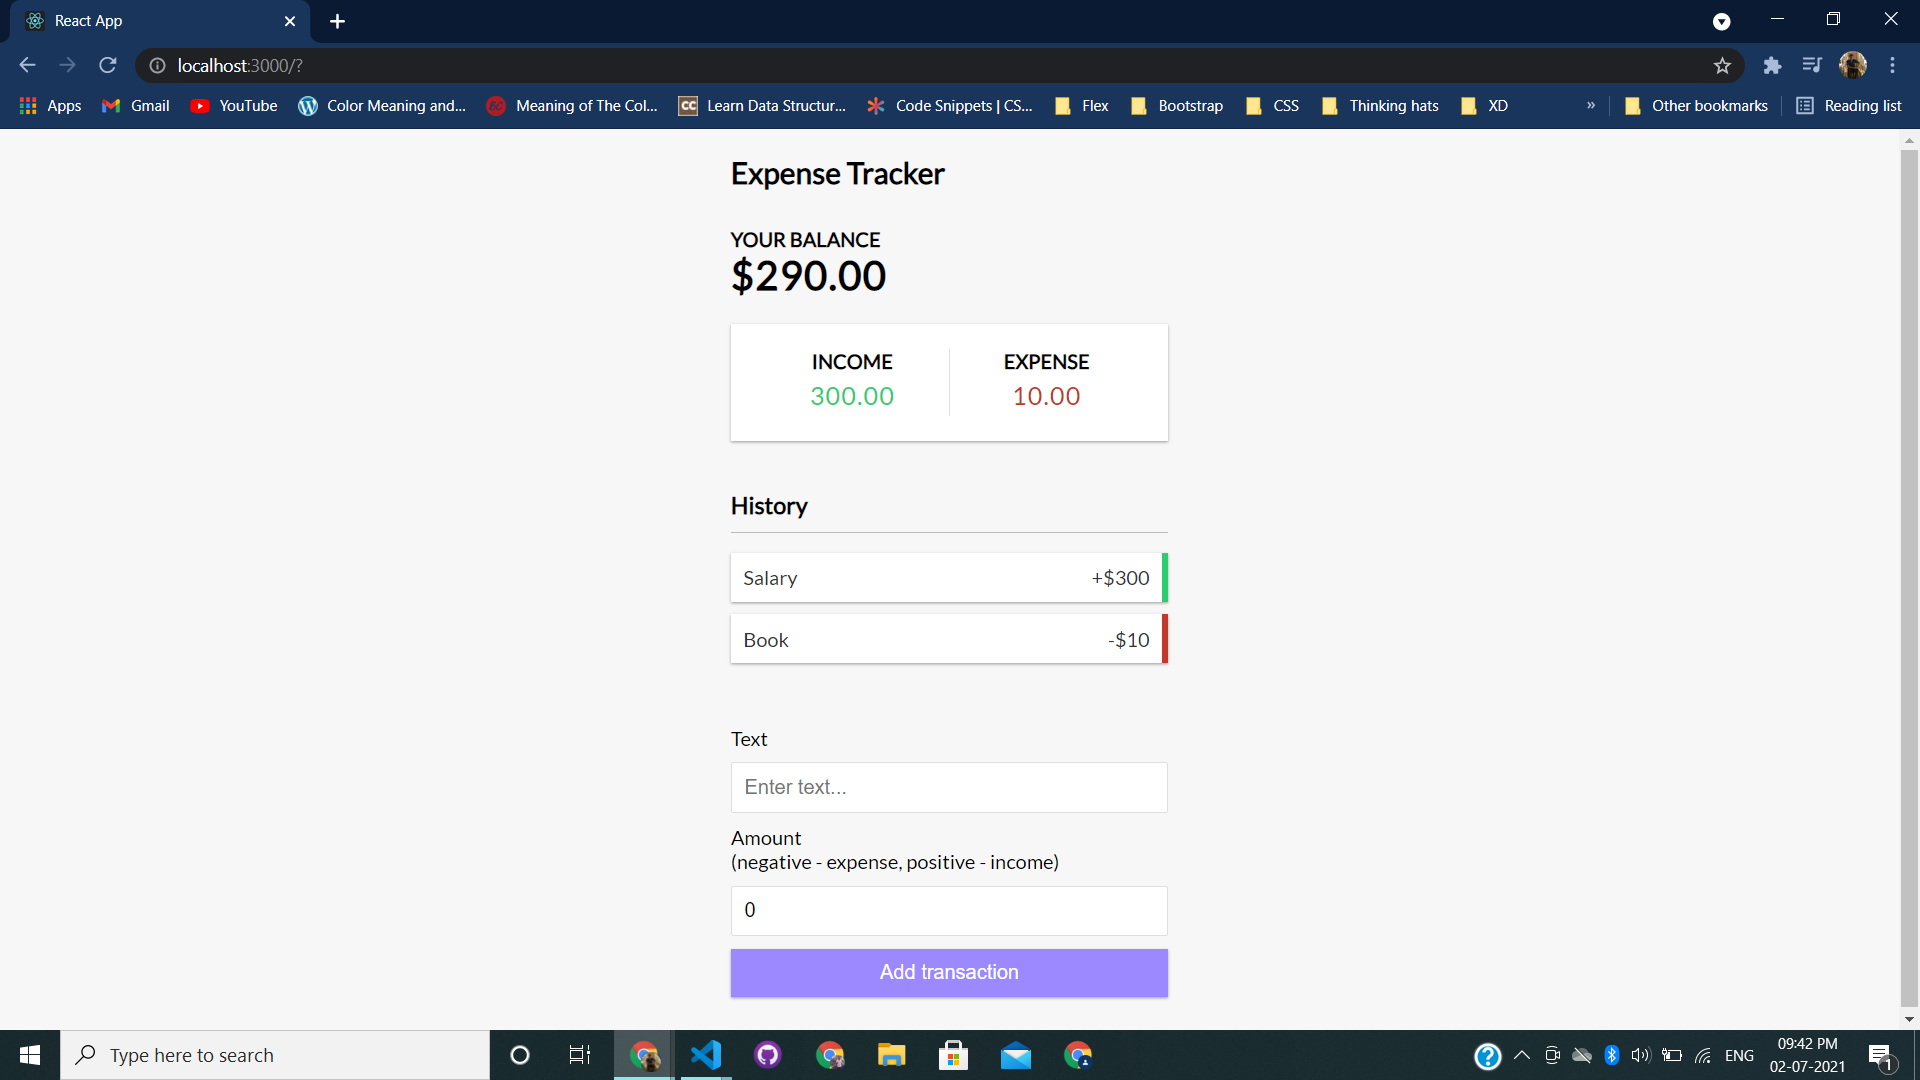 React App
localhost:3000/?
Apps Gmail YouTube Color Meaning and... Meaning of The Col... CC Learn Data Structur... Code Snippets | CS... Flex Bootstrap CSS Thinking hats XD » Other bookmarks Reading list
Expense Tracker
YOUR BALANCE
$290.00
INCOME EXPENSE
300.00 10.00
History
Salary +$300
Book -$10
Text
Enter text...
Amount
(negative - expense, positive - income)
0
Add transaction
Type here to search
ENG
09:42 PM
02-07-2021
1